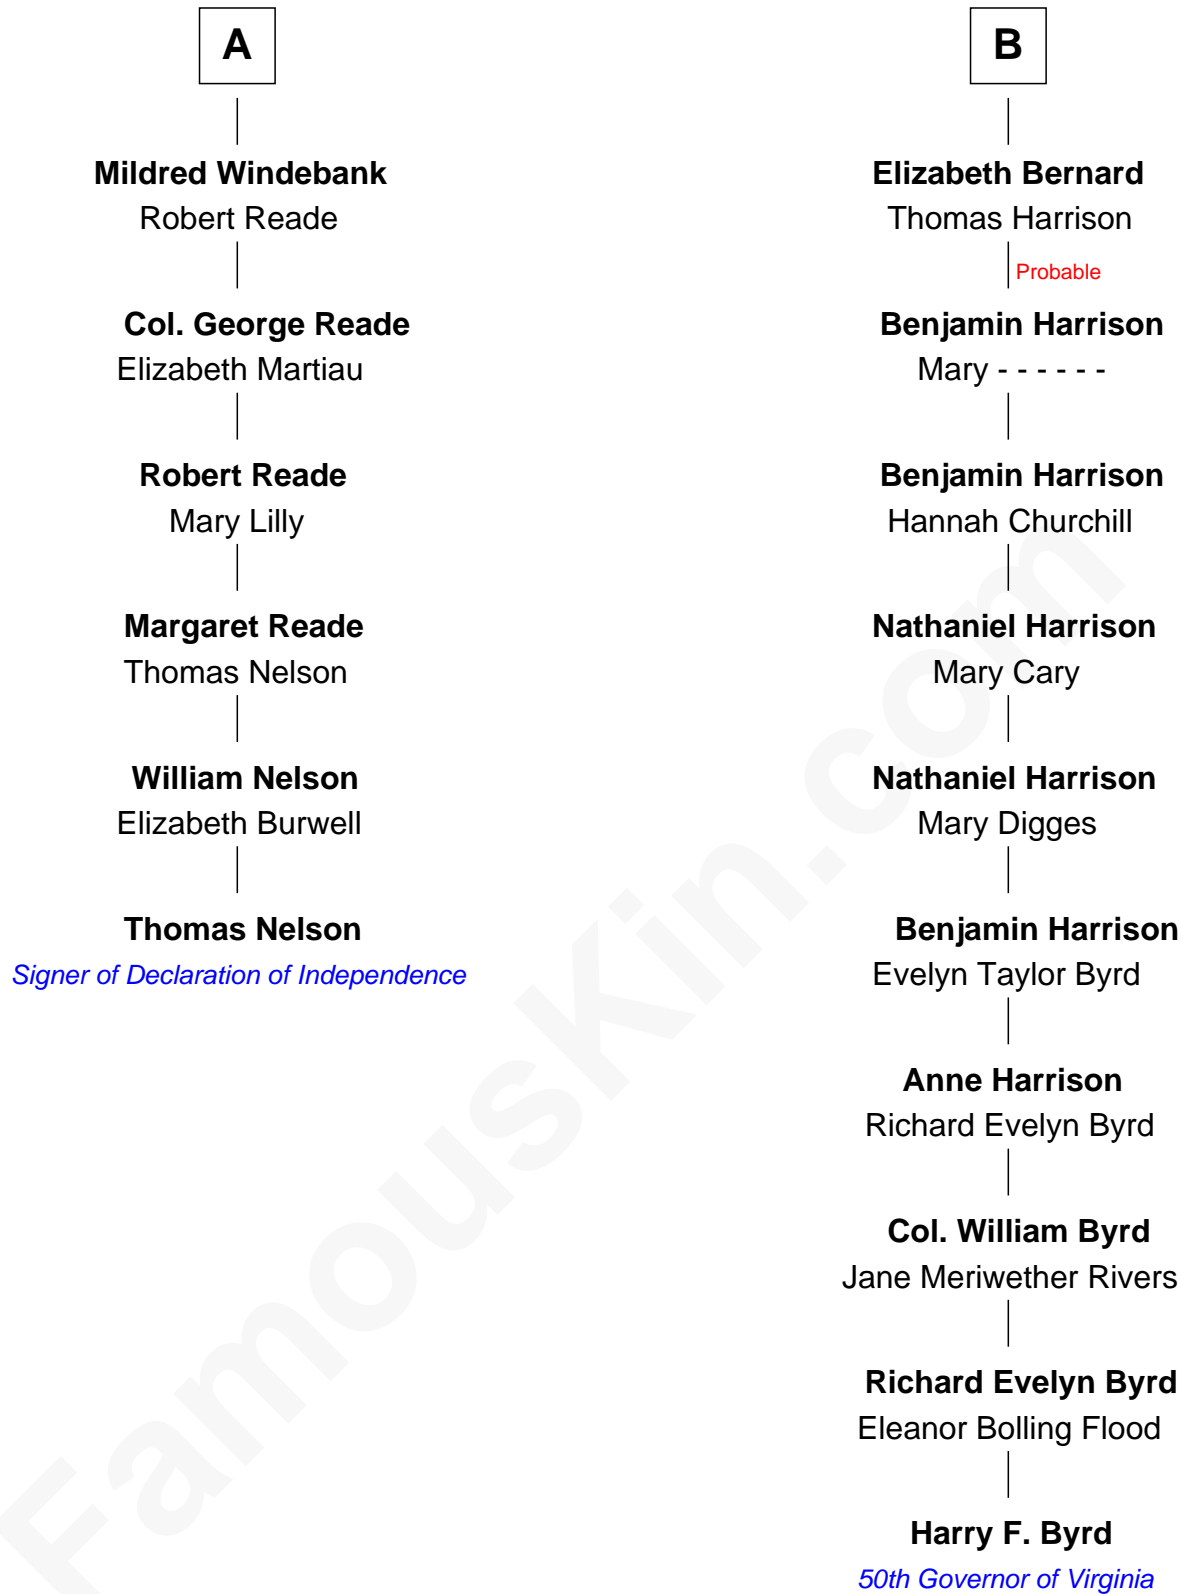 A
Mildred Windebank
Robert Reade
Col. George Reade
Elizabeth Martiau
Robert Reade
Mary Lilly
Margaret Reade
Thomas Nelson
William Nelson
Elizabeth Burwell
Thomas Nelson
Signer of Declaration of Independence
B
Elizabeth Bernard
Thomas Harrison
Probable
Benjamin Harrison
Mary - - - - - -
Benjamin Harrison
Hannah Churchill
Nathaniel Harrison
Mary Cary
Nathaniel Harrison
Mary Digges
Benjamin Harrison
Evelyn Taylor Byrd
Anne Harrison
Richard Evelyn Byrd
Col. William Byrd
Jane Meriwether Rivers
Richard Evelyn Byrd
Eleanor Bolling Flood
Harry F. Byrd
50th Governor of Virginia
FamousKin.com